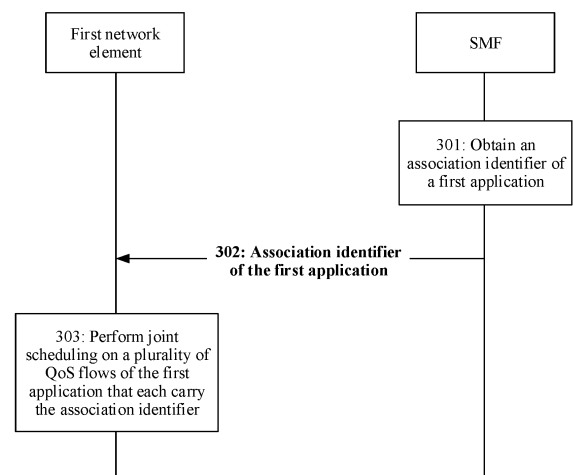 First network
element
SMF
301: Obtain an
association identifier of
a first application
302: Association identifier
of the first application
303: Perform joint
scheduling on a plurality of
QoS flows of the first
application that each carry
the association identifier